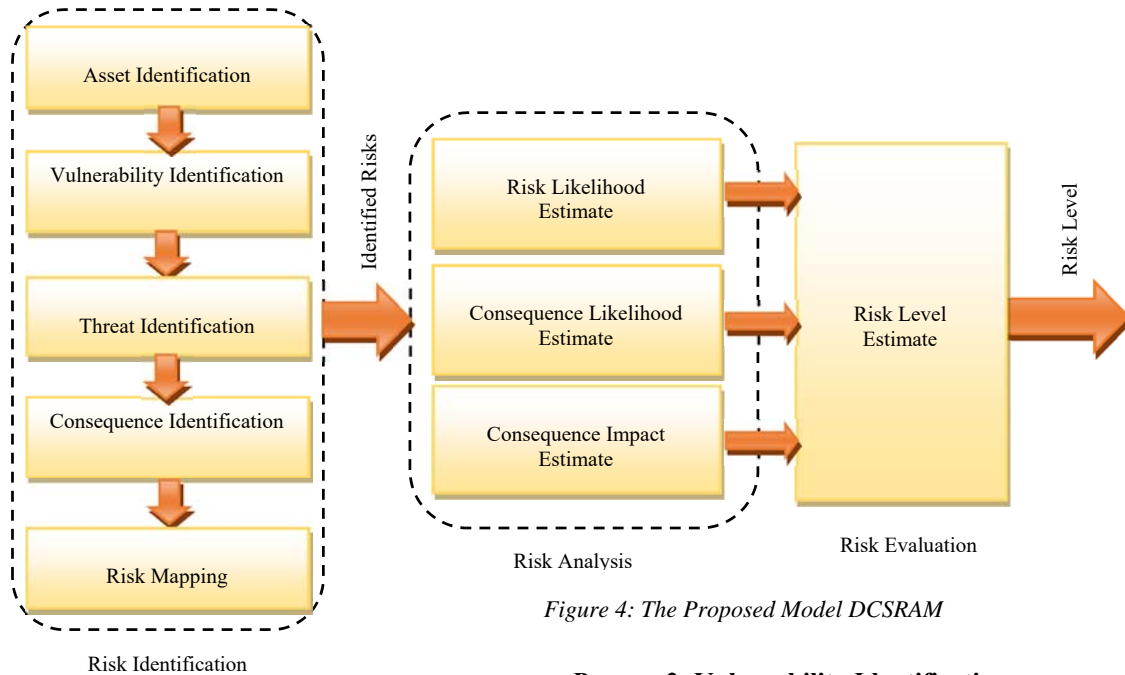 Asset Identification
Vulnerability Identification
Threat Identification
Consequence Identification
Risk Mapping
Risk Identification
Identified Risks
Risk Likelihood
Estimate
Consequence Likelihood
Estimate
Consequence Impact
Estimate
Risk Analysis
Risk Level
Estimate
Risk Evaluation
Risk Level
Figure 4: The Proposed Model DCSRAM